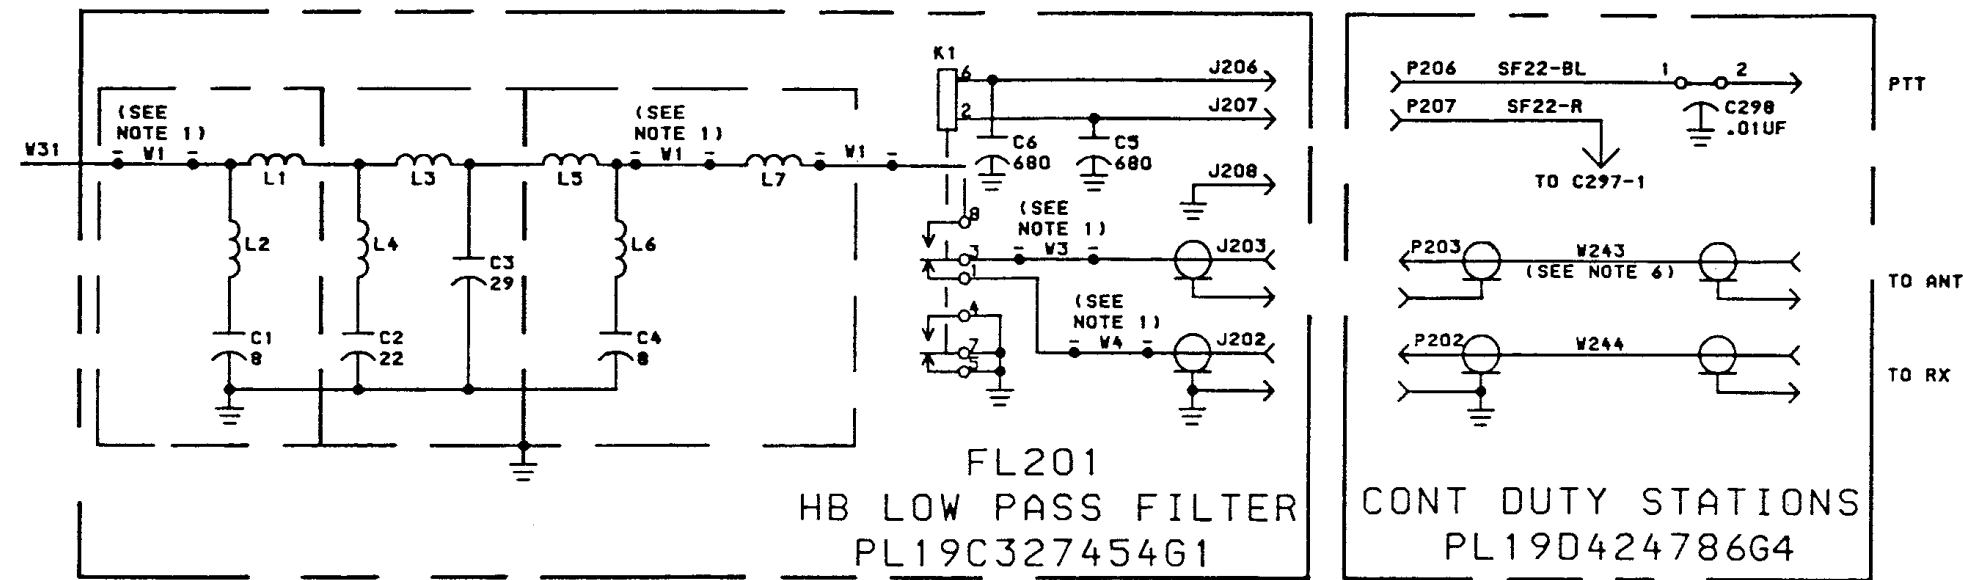 K1
6
J206
2
J207
C6
680
C5
680
J208
(SEE
NOTE 1)
W31
W1
L1
L3
L5
(SEE
NOTE 1)
W1
L7
W1
L2
L4
C3
29
L6
C1
8
C2
22
C4
8
8
(SEE
NOTE 1)
3
W3
J203
1
(SEE
NOTE 1)
4
W4
J202
7
5
FL201
HB LOW PASS FILTER
PL19C327454G1
P206
SF22-BL
1
2
PTT
P207
SF22-R
C298
.01UF
TO C297-1
P203
W243
(SEE NOTE 6)
TO ANT
P202
W244
TO RX
CONT DUTY STATIONS
PL19D424786G4